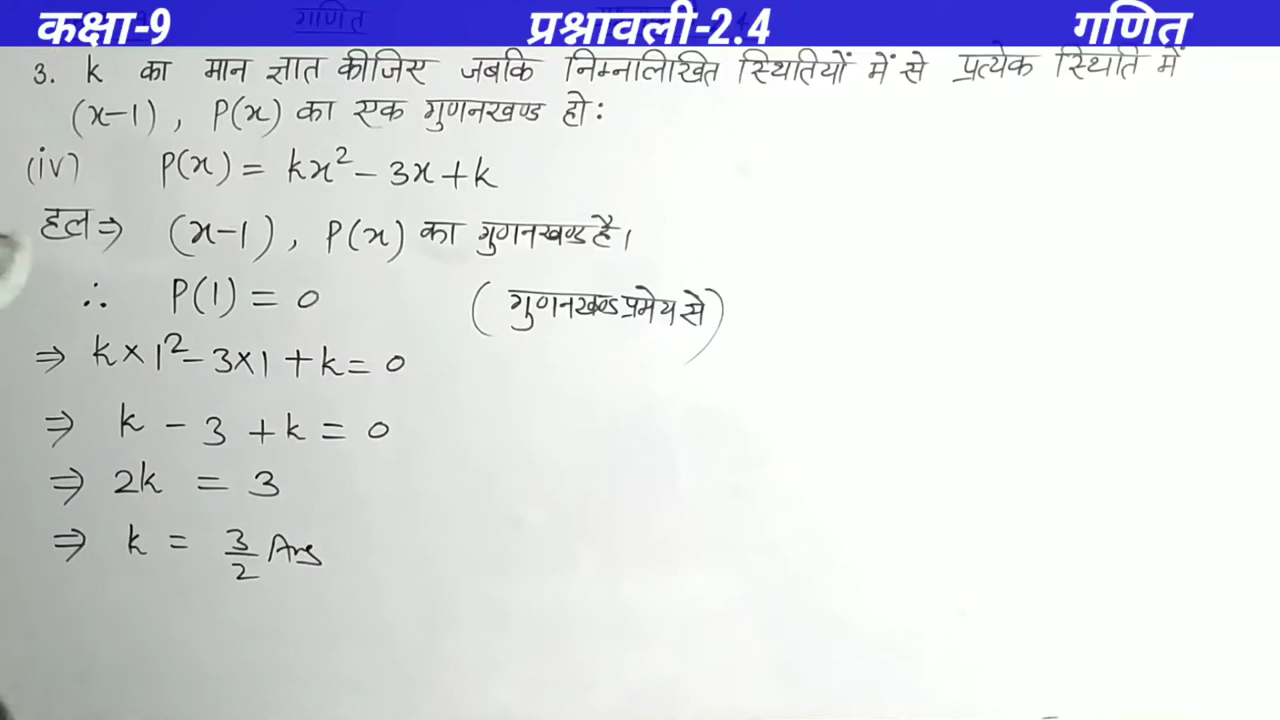 कक्षा-9 प्रश्नावली-2.4 गणित
गणित
3. k का मान ज्ञात कीजिए जबकि निम्नलिखित स्थितियों में से प्रत्येक स्थिति में
(x-1), P(x) का एक गुणनखण्ड हो:
(iv) P(x) = kx² - 3x + k
हल⇒ (x-1), P(x) का गुणनखण्ड है।
∴ P(1) = 0 (गुणनखण्ड प्रमेय से)
⇒ k×1² - 3×1 + k = 0
⇒ k - 3 + k = 0
⇒ 2k = 3
⇒ k = 3/2 Ans